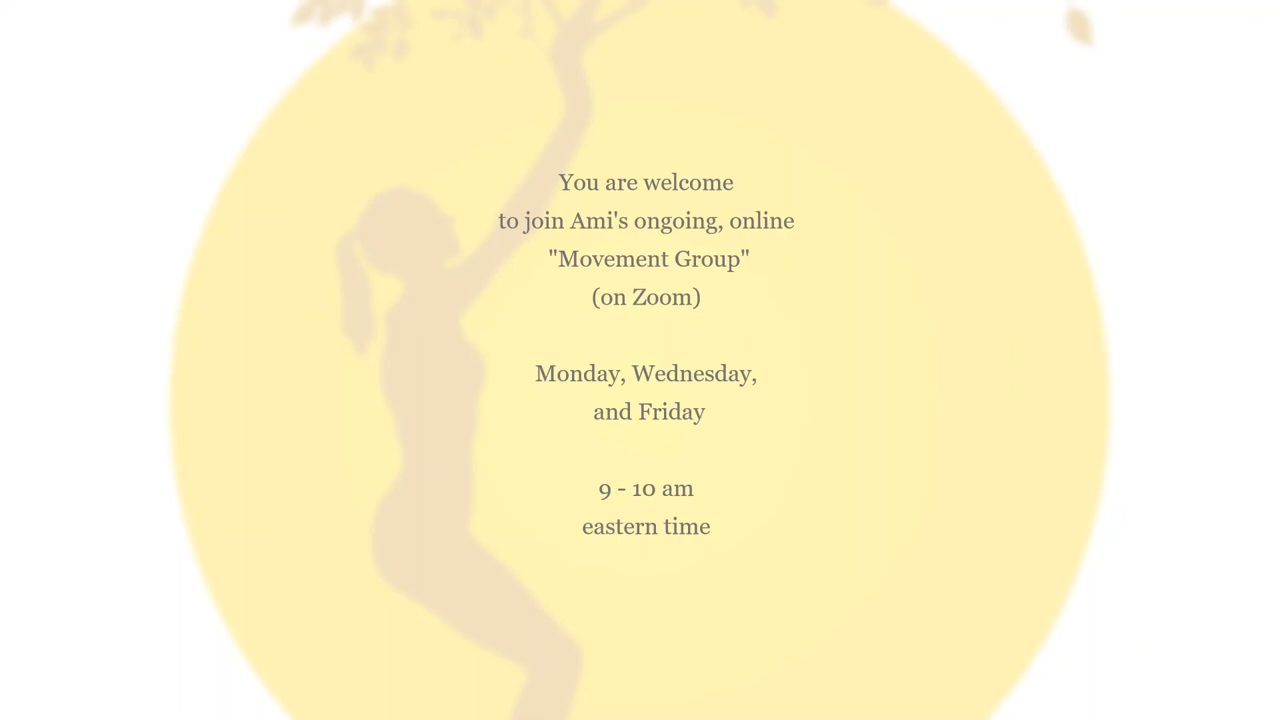 You are welcome
to join Ami's ongoing, online
"Movement Group"
(on Zoom)
Monday, Wednesday,
and Friday
9 - 10 am
eastern time